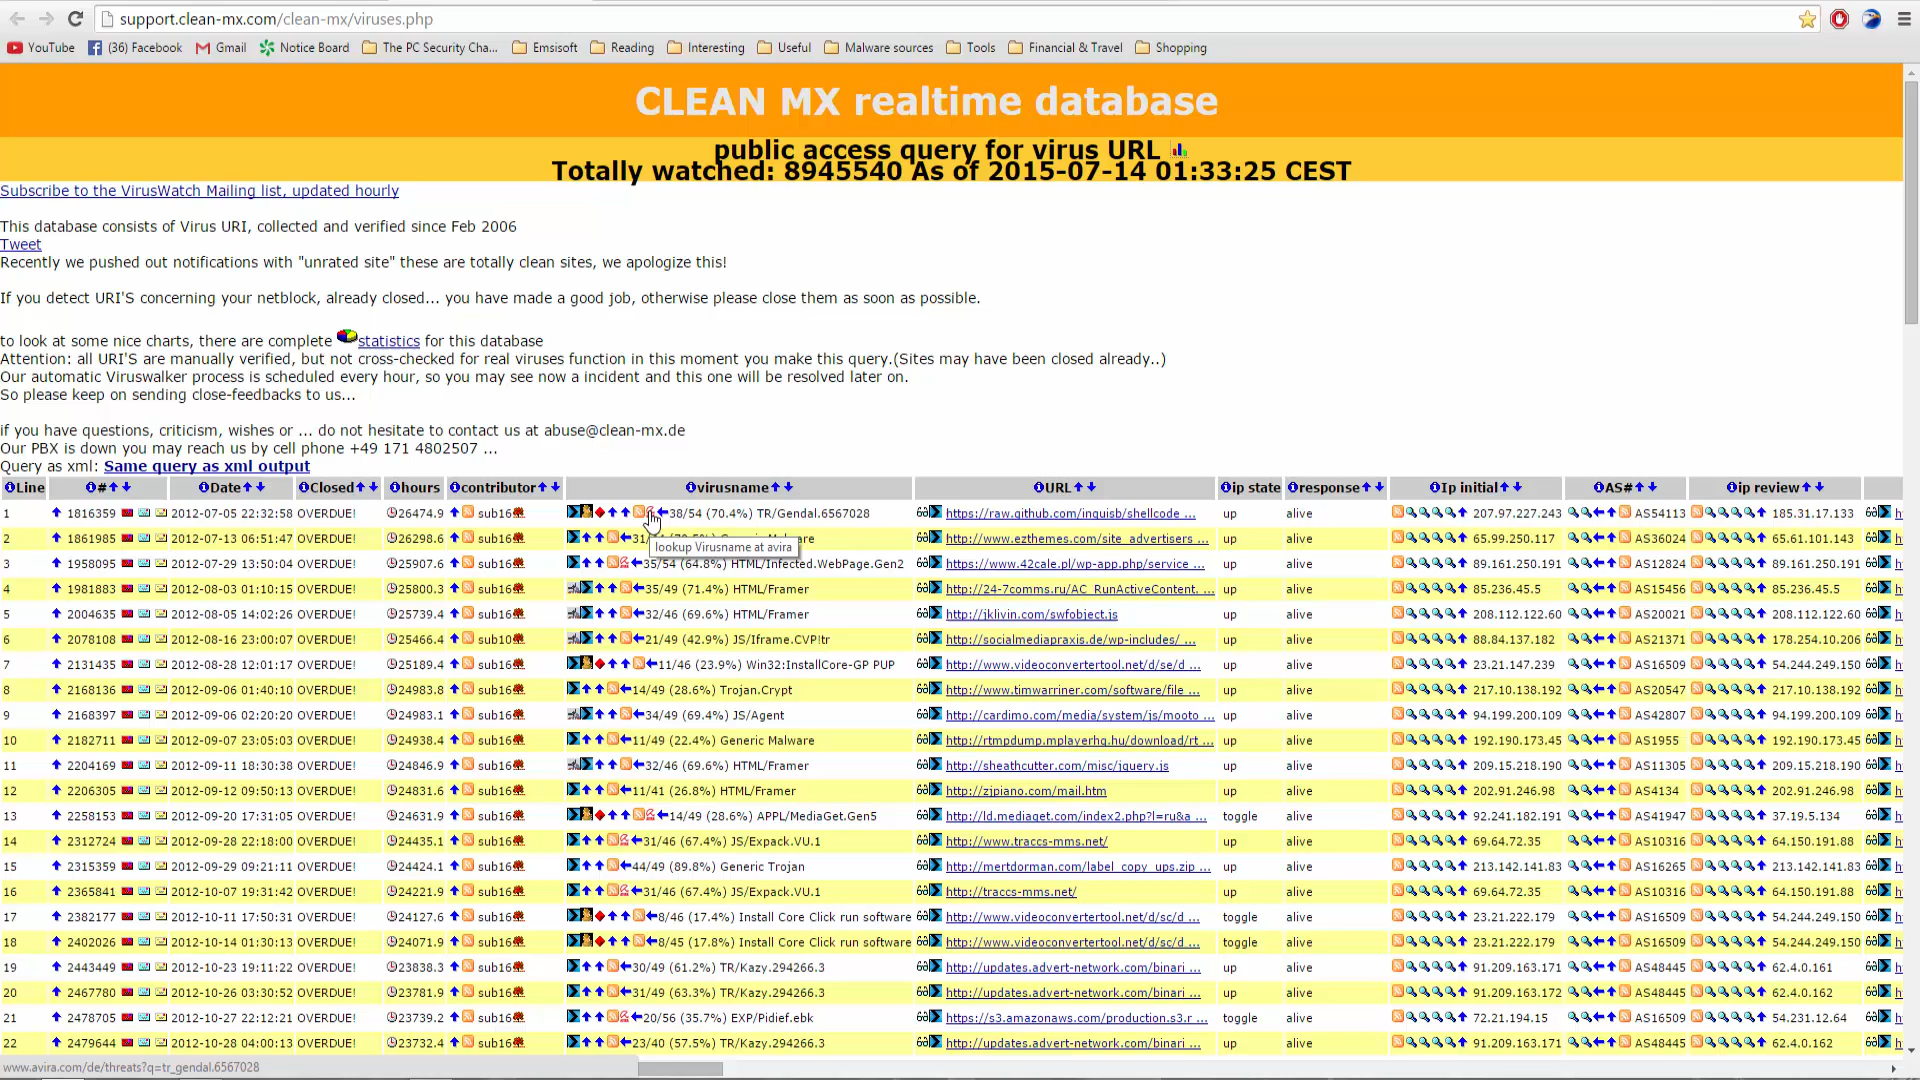 support.clean-mx.com/clean-mx/viruses.php
YouTube (36) Facebook Gmail Notice Board The PC Security Cha... Emsisoft Reading Interesting Useful Malware sources Tools Financial & Travel Shopping
CLEAN MX realtime database
public access query for virus URL
Totally watched: 8945540 As of 2015-07-14 01:33:25 CEST
Subscribe to the VirusWatch Mailing list, updated hourly
This database consists of Virus URI, collected and verified since Feb 2006
Tweet
Recently we pushed out notifications with "unrated site" these are totally clean sites, we apologize this!
If you detect URI'S concerning your netblock, already closed... you have made a good job, otherwise please close them as soon as possible.
to look at some nice charts, there are complete statistics for this database
Attention: all URI'S are manually verified, but not cross-checked for real viruses function in this moment you make this query.(Sites may have been closed already..)
Our automatic Viruswalker process is scheduled every hour, so you may see now a incident and this one will be resolved later on.
So please keep on sending close-feedbacks to us...
if you have questions, criticism, wishes or ... do not hesitate to contact us at abuse@clean-mx.de
Our PBX is down you may reach us by cell phone +49 171 4802507 ...
Query as xml: Same query as xml output
Line # Date Closed hours contributor virusname URL ip state response Ip initial AS# ip review
1 1816359 2012-07-05 22:32:58 OVERDUE! 26474.9 sub16 38/54 (70.4%) TR/Gendal.6567028 https://raw.github.com/inquisb/shellcode ... up alive 207.97.227.243 AS54113 185.31.17.133
2 1861985 2012-07-13 06:51:47 OVERDUE! 26298.6 sub16 https://www.ezthemes.com/site_advertisers ... up alive 65.99.250.117 AS36024 65.61.101.143
lookup Virusname at avira
3 1958095 2012-07-29 13:50:04 OVERDUE! 25907.6 sub16 35/54 (64.8%) HTML/Infected.WebPage.Gen2 https://www.42cale.pl/wp-app.php/service ... up alive 89.161.250.191 AS12824 89.161.250.191
4 1981883 2012-08-03 01:10:15 OVERDUE! 25800.3 sub16 35/49 (71.4%) HTML/Framer http://24-7comms.ru/AC_RunActiveContent. ... up alive 85.236.45.5 AS15456 85.236.45.5
5 2004635 2012-08-05 14:02:26 OVERDUE! 25739.4 sub16 32/46 (69.6%) HTML/Framer http://jklivin.com/swfobject.js up alive 208.112.122.60 AS20021 208.112.122.60
6 2078108 2012-08-16 23:00:07 OVERDUE! 25466.4 sub10 21/49 (42.9%) JS/Iframe.CVP!tr http://socialmediapraxis.de/wp-includes/ ... up alive 88.84.137.182 AS21371 178.254.10.206
7 2131435 2012-08-28 12:01:17 OVERDUE! 25189.4 sub16 11/46 (23.9%) Win32:InstallCore-GP PUP http://www.videoconvertertool.net/d/se/d ... up alive 23.21.147.239 AS16509 54.244.249.150
8 2168136 2012-09-06 01:40:10 OVERDUE! 24983.8 sub16 14/49 (28.6%) Trojan.Crypt http://www.timwarriner.com/software/file ... up alive 217.10.138.192 AS20547 217.10.138.192
9 2168397 2012-09-06 02:20:20 OVERDUE! 24983.1 sub16 34/49 (69.4%) JS/Agent http://cardimo.com/media/system/js/mooto ... up alive 94.199.200.109 AS42807 94.199.200.109
10 2182711 2012-09-07 23:05:03 OVERDUE! 24938.4 sub16 11/49 (22.4%) Generic Malware http://rtmpdump.mplayerhq.hu/download/rt ... up alive 192.190.173.45 AS1955 192.190.173.45
11 2204169 2012-09-11 18:30:38 OVERDUE! 24846.9 sub16 32/46 (69.6%) HTML/Framer http://sheathcutter.com/misc/jquery.js up alive 209.15.218.190 AS11305 209.15.218.190
12 2206305 2012-09-12 09:50:13 OVERDUE! 24831.6 sub16 11/41 (26.8%) HTML/Framer http://zjpiano.com/mail.htm up alive 202.91.246.98 AS4134 202.91.246.98
13 2258153 2012-09-20 17:31:05 OVERDUE! 24631.9 sub16 14/49 (28.6%) APPL/MediaGet.Gen5 http://ld.mediaget.com/index2.php?l=ru&a ... toggle alive 92.241.182.191 AS41947 37.19.5.134
14 2312724 2012-09-28 22:18:00 OVERDUE! 24435.1 sub16 31/46 (67.4%) JS/Expack.VU.1 http://www.traccs-mms.net/ up alive 69.64.72.35 AS10316 64.150.191.88
15 2315359 2012-09-29 09:21:11 OVERDUE! 24424.1 sub16 44/49 (89.8%) Generic Trojan http://mertdorman.com/label_copy_ups.zip ... up alive 213.142.141.83 AS16265 213.142.141.83
16 2365841 2012-10-07 19:31:42 OVERDUE! 24221.9 sub16 31/46 (67.4%) JS/Expack.VU.1 http://traccs-mms.net/ up alive 69.64.72.35 AS10316 64.150.191.88
17 2382177 2012-10-11 17:50:31 OVERDUE! 24127.6 sub16 8/46 (17.4%) Install Core Click run software http://www.videoconvertertool.net/d/sc/d ... toggle alive 23.21.222.179 AS16509 54.244.249.150
18 2402026 2012-10-14 01:30:13 OVERDUE! 24071.9 sub16 8/45 (17.8%) Install Core Click run software http://www.videoconvertertool.net/d/sc/d ... toggle alive 23.21.222.179 AS16509 54.244.249.150
19 2443449 2012-10-23 19:11:22 OVERDUE! 23838.3 sub16 30/49 (61.2%) TR/Kazy.294266.3 http://updates.advert-network.com/binari ... up alive 91.209.163.171 AS48445 62.4.0.161
20 2467780 2012-10-26 03:30:52 OVERDUE! 23781.9 sub16 31/49 (63.3%) TR/Kazy.294266.3 http://updates.advert-network.com/binari ... up alive 91.209.163.172 AS48445 62.4.0.162
21 2478705 2012-10-27 22:12:21 OVERDUE! 23739.2 sub16 20/56 (35.7%) EXP/Pidief.ebk https://s3.amazonaws.com/production.s3.r ... toggle alive 72.21.194.15 AS16509 54.231.12.64
22 2479644 2012-10-28 04:00:13 OVERDUE! 23732.4 sub16 23/40 (57.5%) TR/Kazy.294266.3 http://updates.advert-network.com/binari ... up alive 91.209.163.171 AS48445 62.4.0.162
www.avira.com/de/threats?q=tr_gendal.6567028